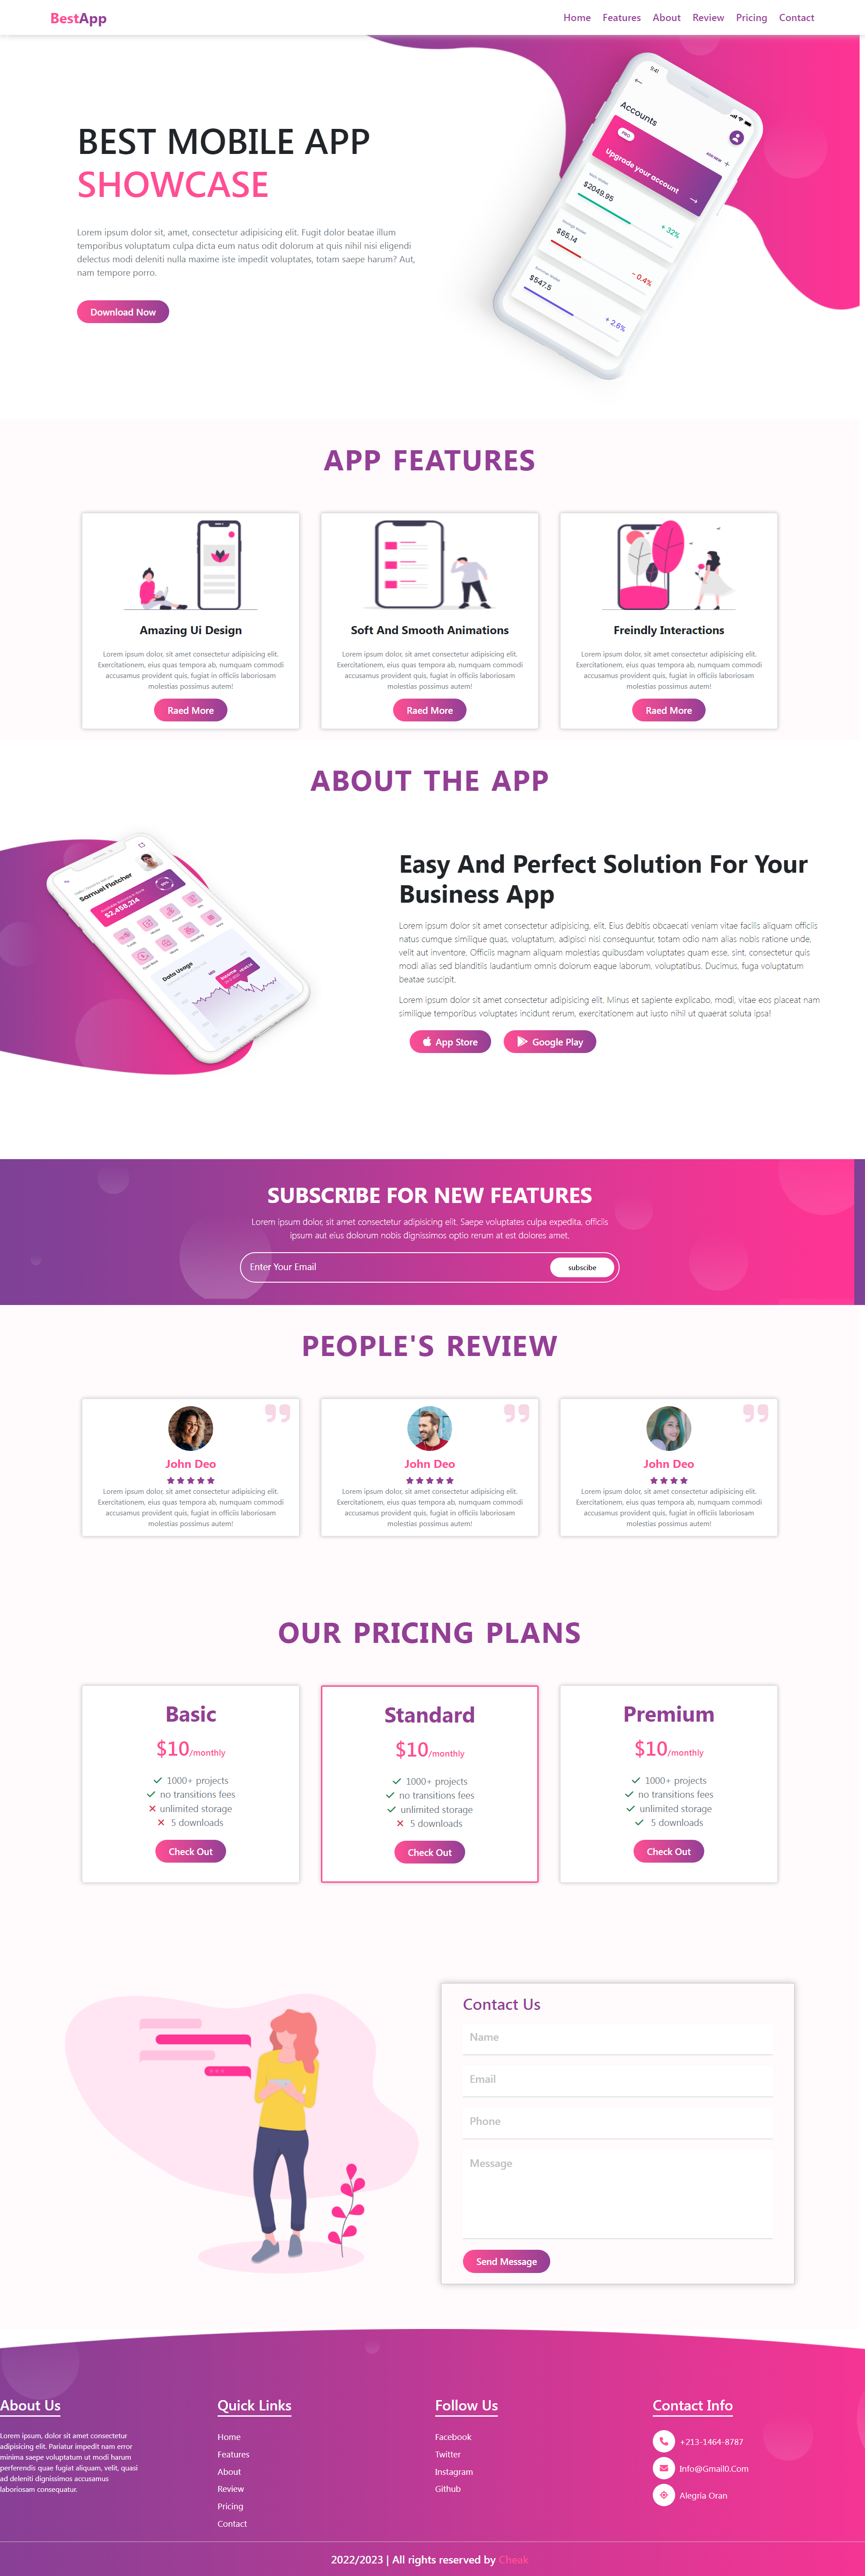 BestApp
Home Features About Review Pricing Contact
BEST MOBILE APP
SHOWCASE
Lorem ipsum dolor sit, amet, consectetur adipisicing elit. Fugit dolor beatae illum
temporibus voluptatum culpa dicta eum natus odit dolorum at quis nihil nisi eligendi
delectus modi deleniti nulla maxime iste impedit voluptates, totam saepe harum? Aut,
nam tempore porro.
Download Now
9:41
Accounts
ADD NEW +
PRO
Upgrade your account
Main Wallet
$2049.95
+ 32%
$65.14
- 0.4%
$547.5
+ 2.6%
APP FEATURES
Amazing Ui Design
Lorem ipsum dolor, sit amet consectetur adipisicing elit.
Exercitationem, eius quas tempora ab, numquam commodi
accusamus provident quis, fugiat in officiis laboriosam
molestias possimus autem!
Raed More
Soft And Smooth Animations
Lorem ipsum dolor, sit amet consectetur adipisicing elit.
Exercitationem, eius quas tempora ab, numquam commodi
accusamus provident quis, fugiat in officiis laboriosam
molestias possimus autem!
Raed More
Freindly Interactions
Lorem ipsum dolor, sit amet consectetur adipisicing elit.
Exercitationem, eius quas tempora ab, numquam commodi
accusamus provident quis, fugiat in officiis laboriosam
molestias possimus autem!
Raed More
ABOUT THE APP
Samuel Flatcher
$2,458,214
Data Usage
Easy And Perfect Solution For Your
Business App
Lorem ipsum dolor sit amet consectetur adipisicing, elit. Eius debitis obcaecati veniam vitae facilis aliquam officiis
natus cumque similique quas, voluptatum, adipisci nisi consequuntur, totam odio nam alias nobis ratione unde,
velit aut inventore. Officiis magnam aliquam molestias quibusdam voluptates quam esse, sint, consectetur quis
modi alias sed blanditiis laudantium omnis dolorum eaque laborum, voluptatibus. Ducimus, fuga voluptatum
beatae suscipit.
Lorem ipsum dolor sit amet consectetur adipisicing elit. Minus et sapiente explicabo, modi, vitae eos placeat nam
similique temporibus voluptates incidunt rerum, exercitationem aut iusto nihil ut quaerat soluta ipsa!
App Store
Google Play
SUBSCRIBE FOR NEW FEATURES
Lorem ipsum dolor, sit amet consectetur adipisicing elit. Saepe voluptates culpa expedita, officiis
ipsum aut eius dolorum nobis dignissimos optio rerum at est dolores amet.
Enter Your Email
subscibe
PEOPLE'S REVIEW
John Deo
Lorem ipsum dolor, sit amet consectetur adipisicing elit.
Exercitationem, eius quas tempora ab, numquam commodi
accusamus provident quis, fugiat in officiis laboriosam
molestias possimus autem!
John Deo
Lorem ipsum dolor, sit amet consectetur adipisicing elit.
Exercitationem, eius quas tempora ab, numquam commodi
accusamus provident quis, fugiat in officiis laboriosam
molestias possimus autem!
John Deo
Lorem ipsum dolor, sit amet consectetur adipisicing elit.
Exercitationem, eius quas tempora ab, numquam commodi
accusamus provident quis, fugiat in officiis laboriosam
molestias possimus autem!
OUR PRICING PLANS
Basic
$10/monthly
1000+ projects
no transitions fees
unlimited storage
5 downloads
Check Out
Standard
$10/monthly
1000+ projects
no transitions fees
unlimited storage
5 downloads
Check Out
Premium
$10/monthly
1000+ projects
no transitions fees
unlimited storage
5 downloads
Check Out
Contact Us
Name
Email
Phone
Message
Send Message
About Us
Lorem ipsum, dolor sit amet consectetur
adipisicing elit. Pariatur impedit nam error
minima saepe voluptatum ut modi harum
perferendis quae fugiat aliquam, velit, quasi
ad deleniti dignissimos accusamus
laboriosam consequatur.
Quick Links
Home
Features
About
Review
Pricing
Contact
Follow Us
Facebook
Twitter
Instagram
Github
Contact Info
+213-1464-8787
Info@Gmail0.Com
Alegria Oran
2022/2023 | All rights reserved by Cheak